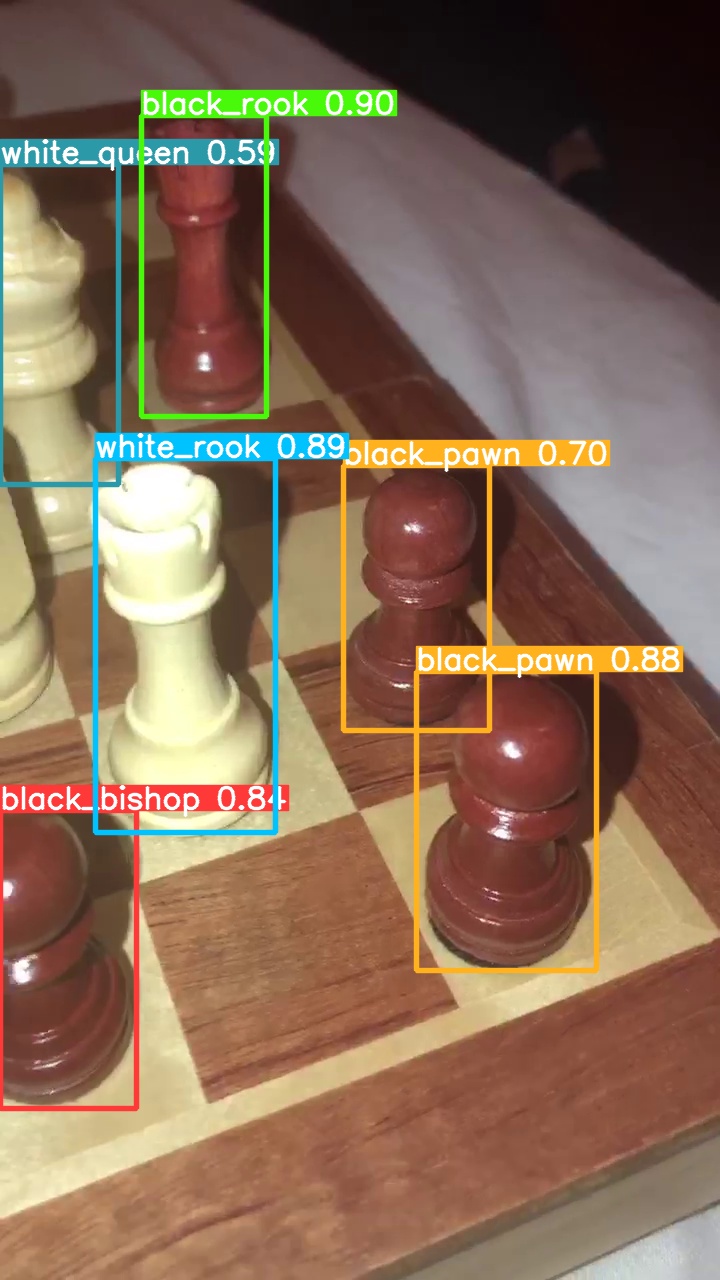 black_rook 0.90
white_queen 0.59
white_rook 0.89
black_pawn 0.70
black_pawn 0.88
black_bishop 0.84